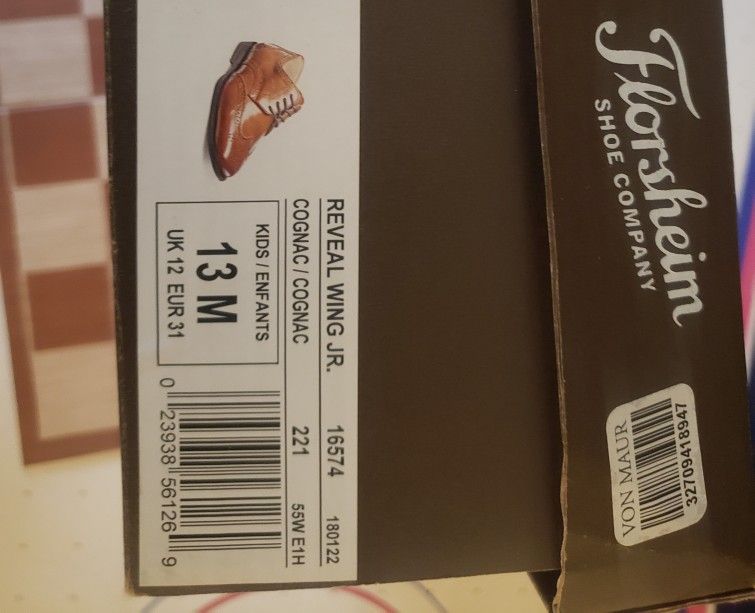 Florsheim
SHOE COMPANY
VON MAUR
32709418947
REVEAL WING JR. 16574 180122
COGNAC / COGNAC 221 55W E1H
KIDS / ENFANTS
13 M
UK 12 EUR 31
0 23938 56126 9